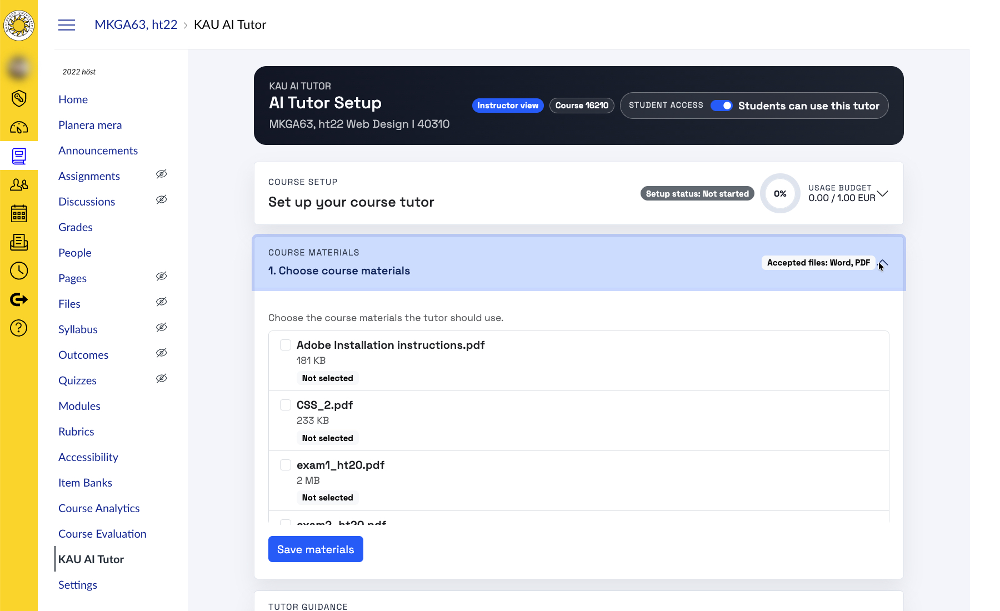 MKGA63, ht22 › KAU AI Tutor
2022 höst
Home
Planera mera
Announcements
Assignments
Discussions
Grades
People
Pages
Files
Syllabus
Outcomes
Quizzes
Modules
Rubrics
Accessibility
Item Banks
Course Analytics
Course Evaluation
KAU AI Tutor
Settings
KAU AI TUTOR
AI Tutor Setup
MKGA63, ht22 Web Design I 40310
Instructor view
Course 16210
STUDENT ACCESS
Students can use this tutor
COURSE SETUP
Set up your course tutor
Setup status: Not started
0%
USAGE BUDGET
0.00 / 1.00 EUR
COURSE MATERIALS
1. Choose course materials
Accepted files: Word, PDF
Choose the course materials the tutor should use.
Adobe Installation instructions.pdf
181 KB
Not selected
CSS_2.pdf
233 KB
Not selected
exam1_ht20.pdf
2 MB
Not selected
exam2_ht20.pdf
Save materials
TUTOR GUIDANCE